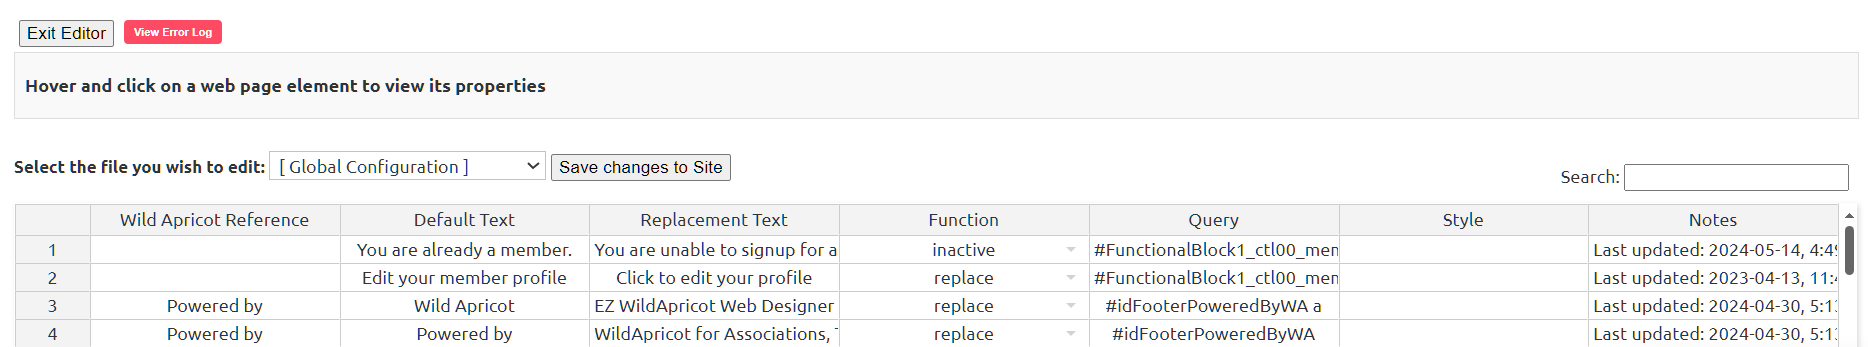 Exit Editor View Error Log
Hover and click on a web page element to view its properties
Select the file you wish to edit: [ Global Configuration ] Save changes to Site
Search:
Wild Apricot Reference Default Text Replacement Text Function Query Style Notes
1 You are already a member. You are unable to signup for a inactive #FunctionalBlock1_ctl00_mem Last updated: 2024-05-14, 4:49
2 Edit your member profile Click to edit your profile replace #FunctionalBlock1_ctl00_mem Last updated: 2023-04-13, 11:4
3 Powered by Wild Apricot EZ WildApricot Web Designer replace #idFooterPoweredByWA a Last updated: 2024-04-30, 5:13
4 Powered by Powered by WildApricot for Associations, replace #idFooterPoweredByWA Last updated: 2024-04-30, 5:13